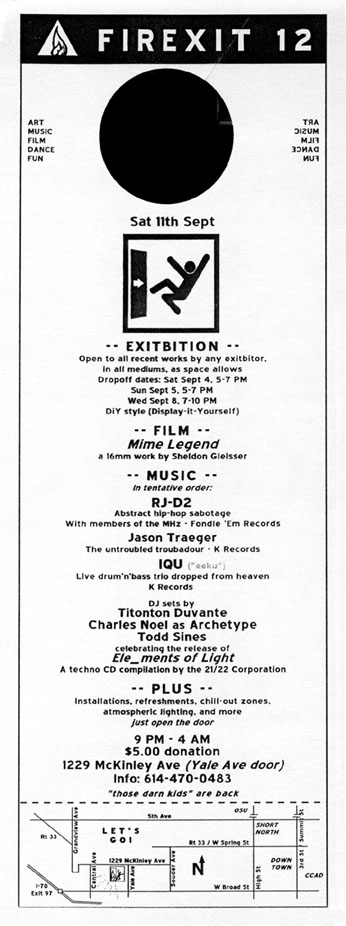 FIREXIT 12
ART
MUSIC
FILM
DANCE
FUN
ART
MUSIC
FILM
DANCE
FUN
Sat 11th Sept
-- EXITBITION --
Open to all recent works by any exitbitor,
in all mediums, as space allows
Dropoff dates: Sat Sept 4, 5-7 PM
Sun Sept 5, 5-7 PM
Wed Sept 8, 7-10 PM
DiY style (Display-it-Yourself)
-- FILM --
Mime Legend
a 16mm work by Sheldon Gleisser
-- MUSIC --
In tentative order:
RJ-D2
Abstract hip-hop sabotage
With members of the MHz - Fondle 'Em Records
Jason Traeger
The untroubled troubadour - K Records
IQU ("eeku")
Live drum'n'bass trio dropped from heaven
K Records
DJ sets by
Titonton Duvante
Charles Noel as Archetype
Todd Sines
celebrating the release of
Ele_ments of Light
A techno CD compilation by the 21/22 Corporation
-- PLUS --
Installations, refreshments, chill-out zones,
atmospheric lighting, and more
just open the door
9 PM - 4 AM
$5.00 donation
1229 McKinley Ave (Yale Ave door)
Info: 614-470-0483
"those darn kids" are back
Rt 33
Grandview Ave
5th Ave
OSU
LET'S
GO!
SHORT
NORTH
Summit St
Rt 33 / W Spring St
1229 McKinley Ave
Central Ave
Yale Ave
Souder Ave
N
High St
DOWN
TOWN
3rd St
CCAD
I-70
Exit 97
W Broad St